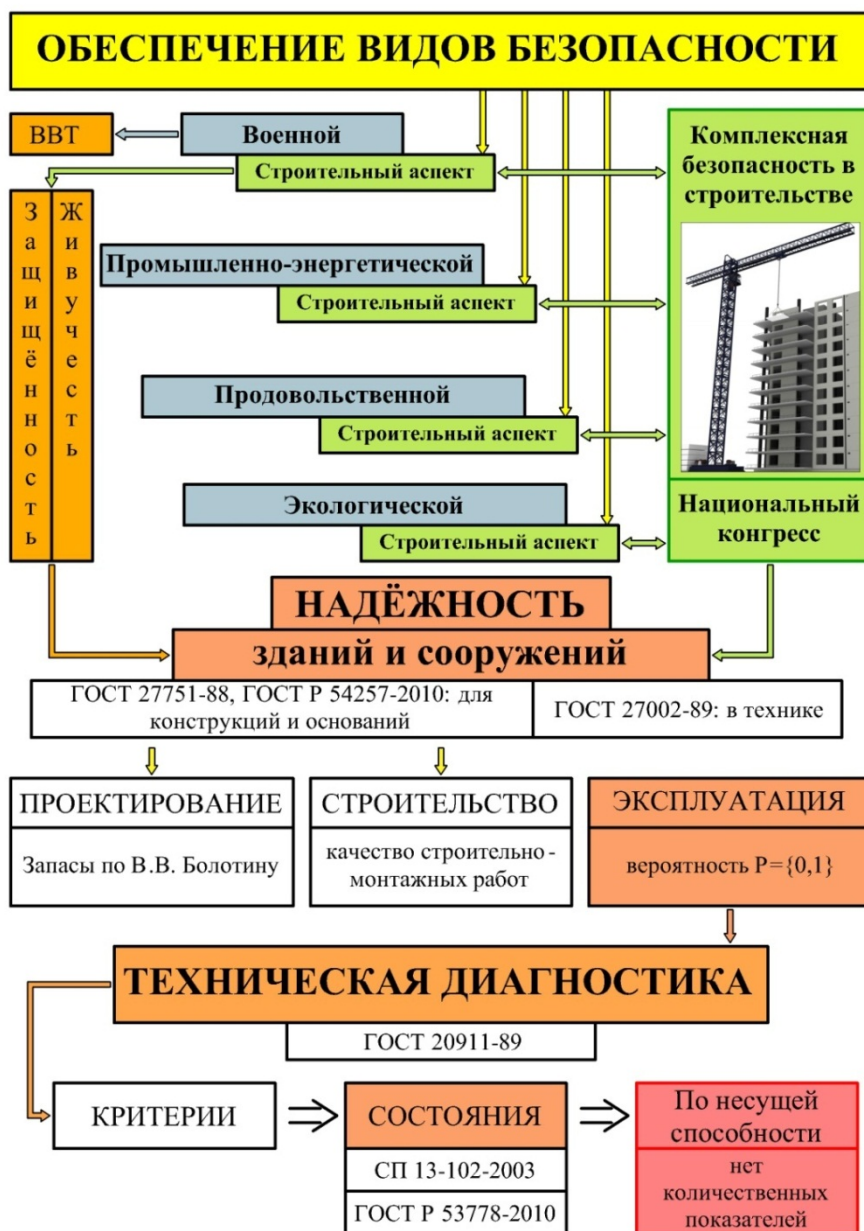 ОБЕСПЕЧЕНИЕ ВИДОВ БЕЗОПАСНОСТИ
ВВТ
Военной
Строительный аспект
Комплексная
безопасность в
строительстве
Защищённость
Живучесть
Промышленно-энергетической
Строительный аспект
Продовольственной
Строительный аспект
Экологической
Строительный аспект
Национальный
конгресс
НАДЁЖНОСТЬ
зданий и сооружений
ГОСТ 27751-88, ГОСТ Р 54257-2010: для
конструкций и оснований
ГОСТ 27002-89: в технике
ПРОЕКТИРОВАНИЕ
Запасы по В.В. Болотину
СТРОИТЕЛЬСТВО
качество строительно-
монтажных работ
ЭКСПЛУАТАЦИЯ
вероятность P={0,1}
ТЕХНИЧЕСКАЯ ДИАГНОСТИКА
ГОСТ 20911-89
КРИТЕРИИ
СОСТОЯНИЯ
СП 13-102-2003
ГОСТ Р 53778-2010
По несущей
способности
нет
количественных
показателей